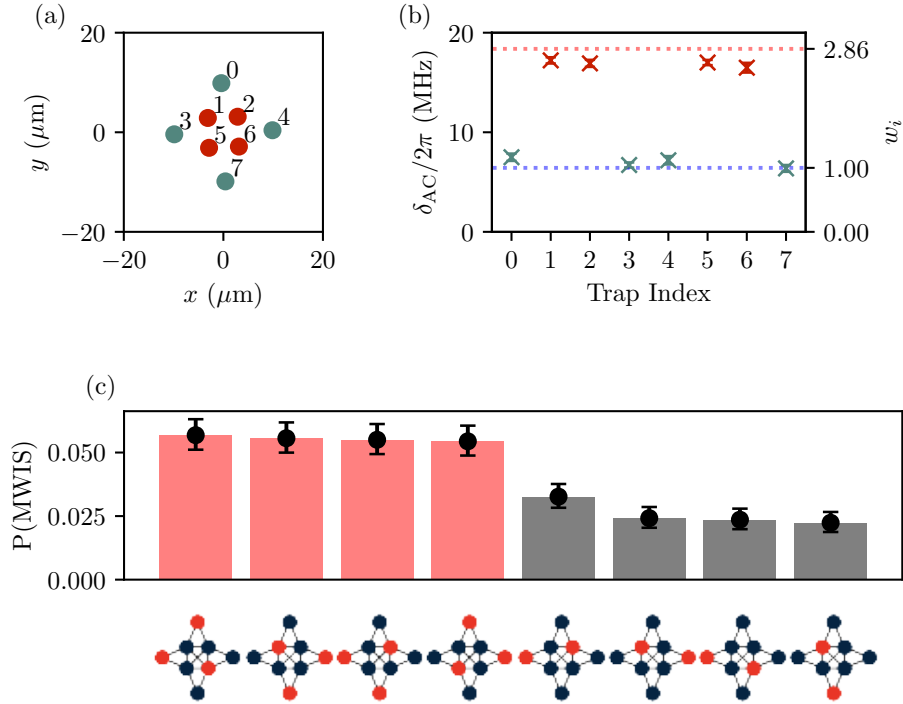 (a)
20
0
−20
y (μm)
−20
0
20
x (μm)
0
1
2
3
4
5
6
7
(b)
20
10
0
δAC/2π (MHz)
2.86
1.00
0.00
wi
0 1 2 3 4 5 6 7
Trap Index
(c)
0.050
0.025
0.000
P(MWIS)